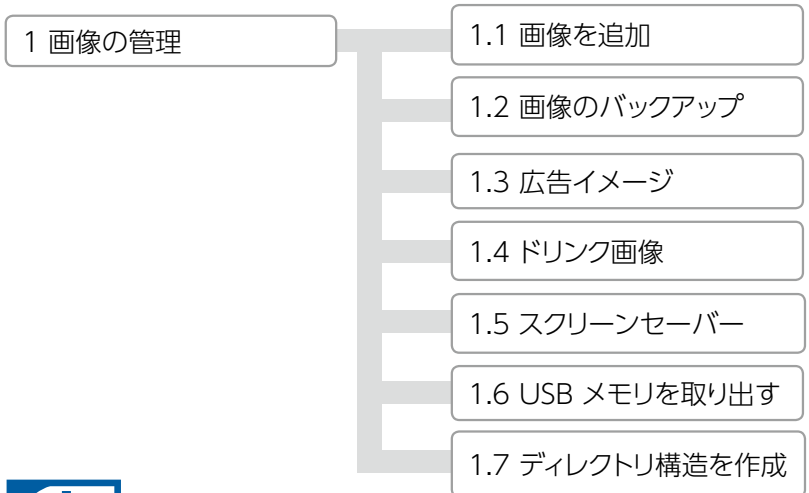 1 画像の管理
1.1 画像を追加
1.2 画像のバックアップ
1.3 広告イメージ
1.4 ドリンク画像
1.5 スクリーンセーバー
1.6 USB メモリを取り出す
1.7 ディレクトリ構造を作成